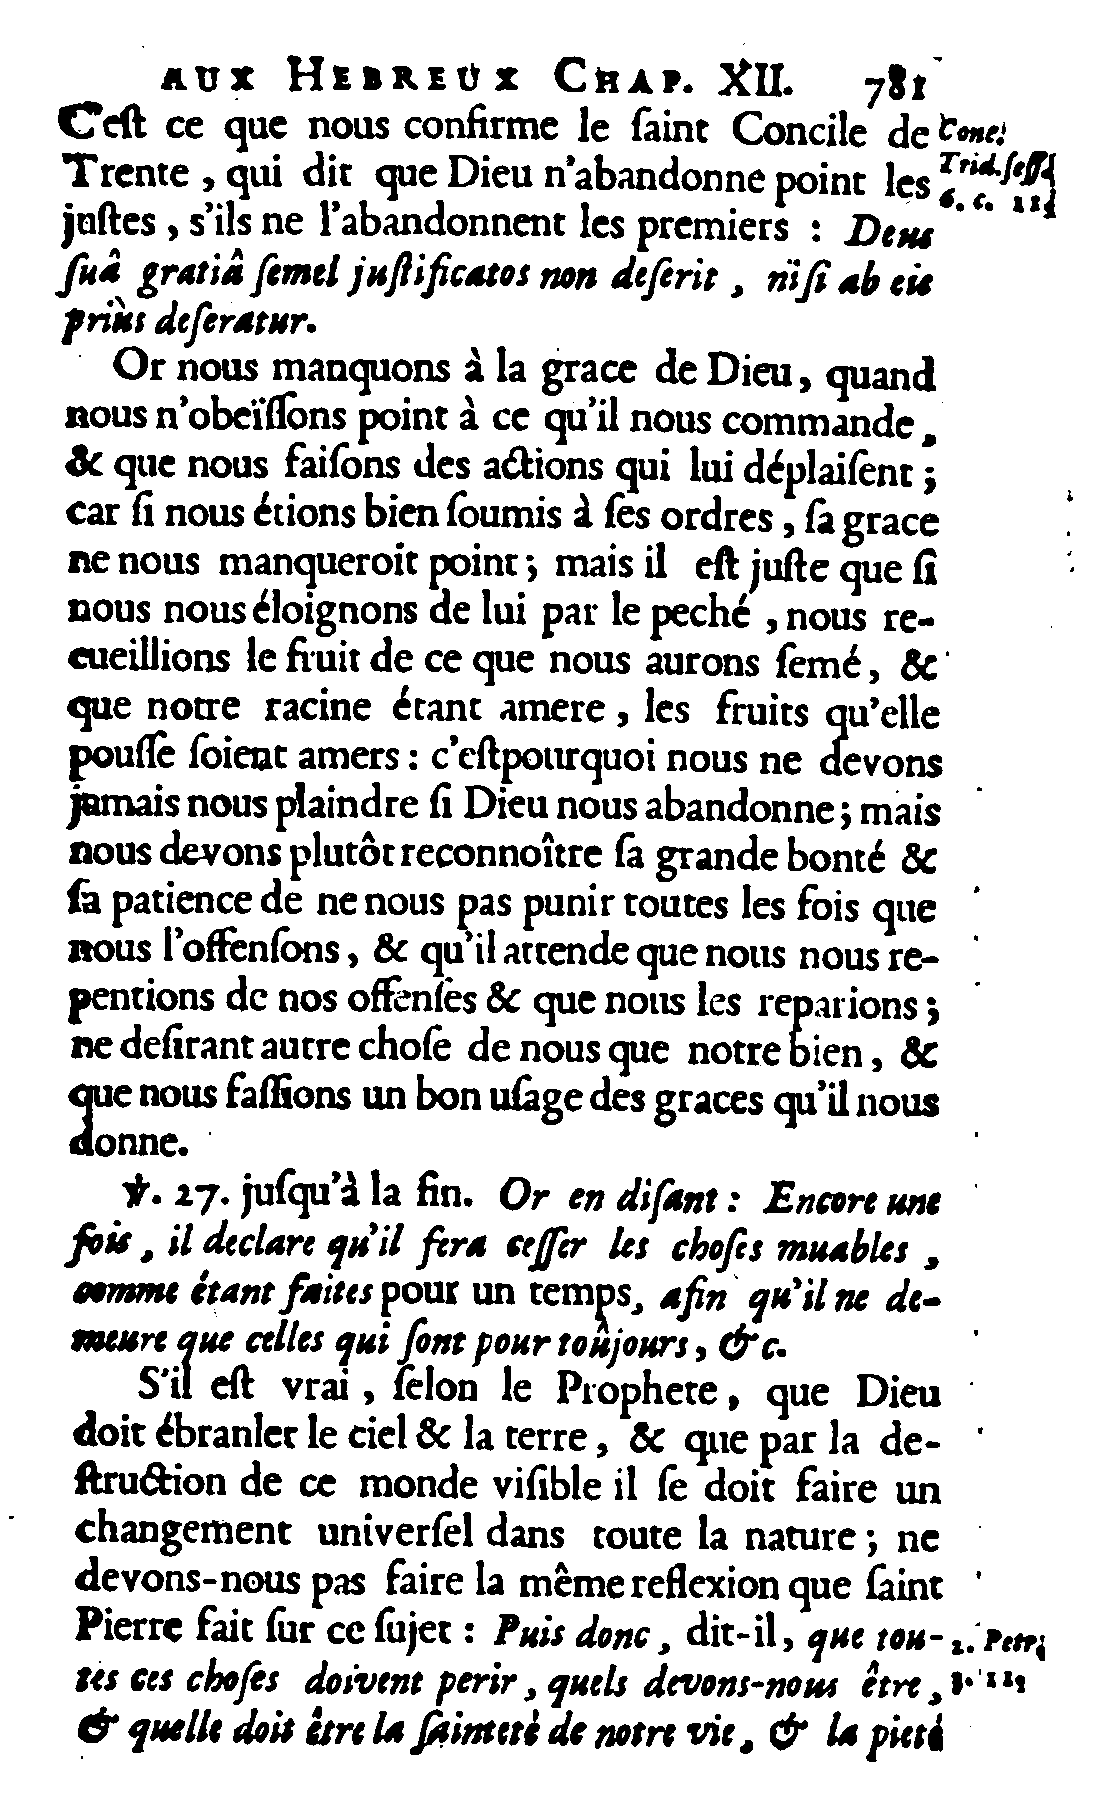 AUX HEBREUX CHAP. XII. 781
C'eſt ce que nous confirme le ſaint Concile de
Trente, qui dit que Dieu n'abandonne point les
juſtes, s'ils ne l'abandonnent les premiers : Deus
ſuâ gratiâ ſemel juſtificatos non deſerit, niſi ab eis
priùs deſeratur.
Conc.
Trid. ſeſſ.
6. c. 11.
Or nous manquons à la grace de Dieu, quand
nous n'obeïſſons point à ce qu'il nous commande,
& que nous faiſons des actions qui lui déplaiſent ;
car ſi nous étions bien ſoumis à ſes ordres, ſa grace
ne nous manqueroit point ; mais il eſt juſte que ſi
nous nous éloignons de lui par le peché, nous re-
cueillions le fruit de ce que nous aurons ſemé, &
que notre racine étant amere, les fruits qu'elle
pouſſe ſoient amers : c'eſtpourquoi nous ne devons
jamais nous plaindre ſi Dieu nous abandonne ; mais
nous devons plutôt reconnoître ſa grande bonté &
ſa patience de ne nous pas punir toutes les fois que
nous l'offenſons, & qu'il attende que nous nous re-
pentions de nos offenſes & que nous les reparions ;
ne deſirant autre choſe de nous que notre bien, &
que nous faſſions un bon uſage des graces qu'il nous
donne.
℣. 27. juſqu'à la fin. Or en diſant : Encore une
fois, il declare qu'il fera ceſſer les choſes muables,
comme étant faites pour un temps, afin qu'il ne de-
meure que celles qui ſont pour toûjours, &c.
S'il eſt vrai, ſelon le Prophete, que Dieu
doit ébranler le ciel & la terre, & que par la de-
ſtruction de ce monde viſible il ſe doit faire un
changement univerſel dans toute la nature ; ne
devons-nous pas faire la même reflexion que ſaint
Pierre fait ſur ce ſujet : Puis donc, dit-il, que tou-
tes ces choſes doivent perir, quels devons-nous être,
& quelle doit être la ſainteté de notre vie, & la pieté
2. Petr.
3. 11.